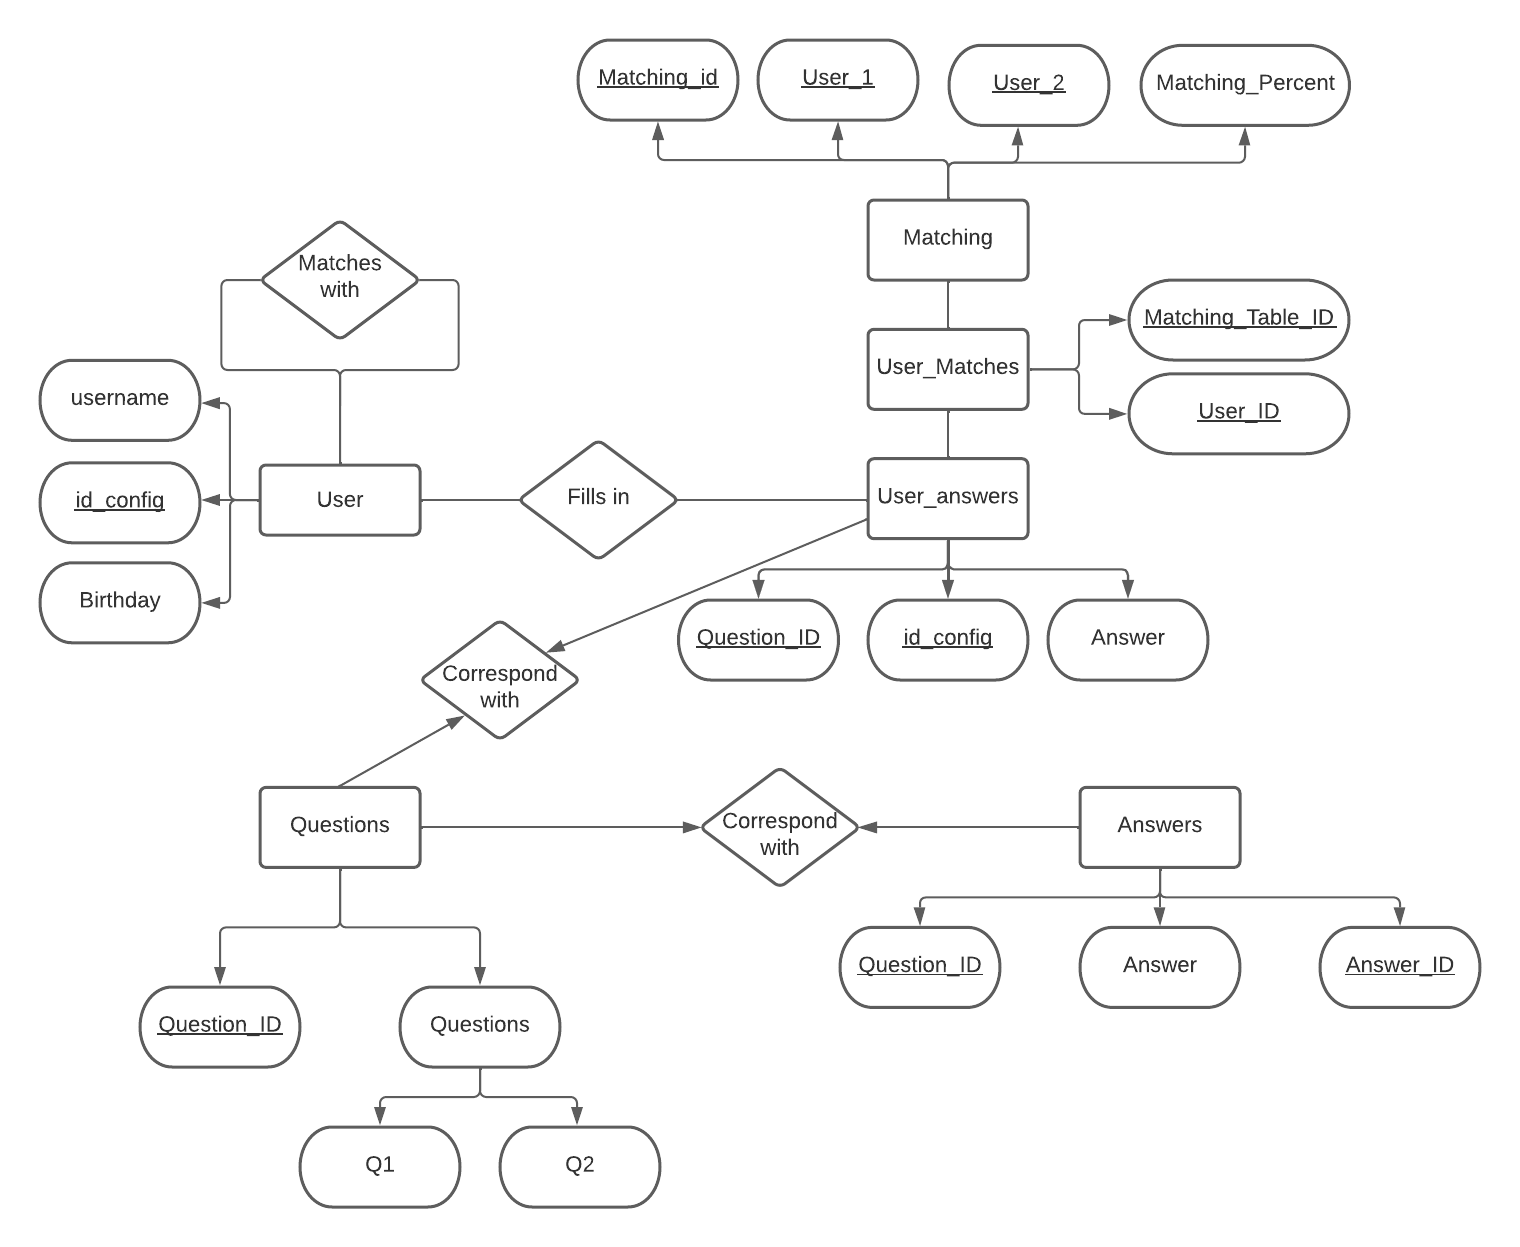 Matching_id
User_1
User_2
Matching_Percent
Matching
Matches
with
Matching_Table_ID
User_Matches
username
User_ID
User
id_config
Fills in
User_answers
Birthday
Question_ID
id_config
Answer
Correspond
with
Questions
Correspond
with
Answers
Question_ID
Answer
Answer_ID
Question_ID
Questions
Q1
Q2